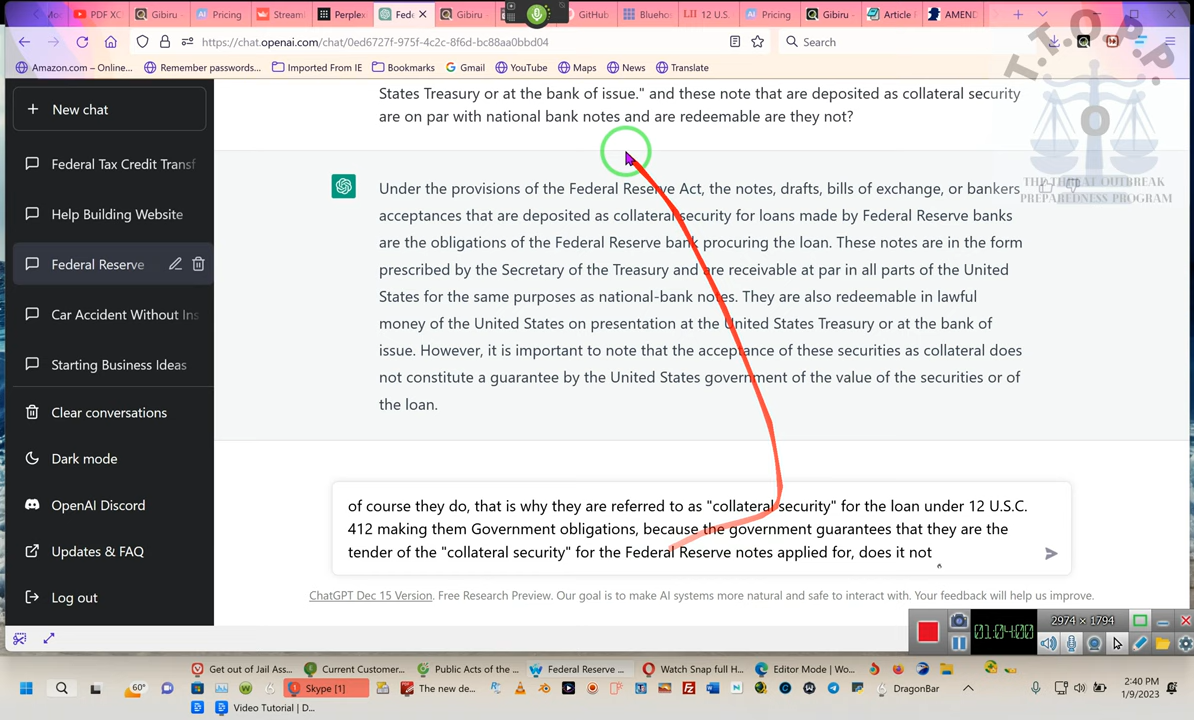 PDF XC
Gibiru
Pricing
Streami
Perplex
Fede
Gibiru
GitHub
Blueho
LII 12 U.S.
Pricing
Gibiru
Article
AMEND
https://chat.openai.com/chat/0ed6727f-975f-4c2c-8f6d-bc88aa0bbd04
Search
Amazon.com – Online...
Remember passwords...
Imported From IE
Bookmarks
Gmail
YouTube
Maps
News
Translate
T.T.O.P.P.
THE THREAT OUTBREAK
PREPAREDNESS PROGRAM
New chat
Federal Tax Credit Transf
Help Building Website
Federal Reserve
Car Accident Without Ins
Starting Business Ideas
Clear conversations
Dark mode
OpenAI Discord
Updates & FAQ
Log out
States Treasury or at the bank of issue." and these note that are deposited as collateral security
are on par with national bank notes and are redeemable are they not?
Under the provisions of the Federal Reserve Act, the notes, drafts, bills of exchange, or bankers
acceptances that are deposited as collateral security for loans made by Federal Reserve banks
are the obligations of the Federal Reserve bank procuring the loan. These notes are in the form
prescribed by the Secretary of the Treasury and are receivable at par in all parts of the United
States for the same purposes as national-bank notes. They are also redeemable in lawful
money of the United States on presentation at the United States Treasury or at the bank of
issue. However, it is important to note that the acceptance of these securities as collateral does
not constitute a guarantee by the United States government of the value of the securities or of
the loan.
of course they do, that is why they are referred to as "collateral security" for the loan under 12 U.S.C.
412 making them Government obligations, because the government guarantees that they are the
tender of the "collateral security" for the Federal Reserve notes applied for, does it not
ChatGPT Dec 15 Version. Free Research Preview. Our goal is to make AI systems more natural and safe to interact with. Your feedback will help us improve.
2974 × 1794
01:04:00
Get out of Jail Ass...
Current Customer...
Public Acts of the ...
Federal Reserve ...
Watch Snap full H...
Editor Mode | Wo...
60°
Skype [1]
The new de...
DragonBar
2:40 PM
1/9/2023
Video Tutorial | D...